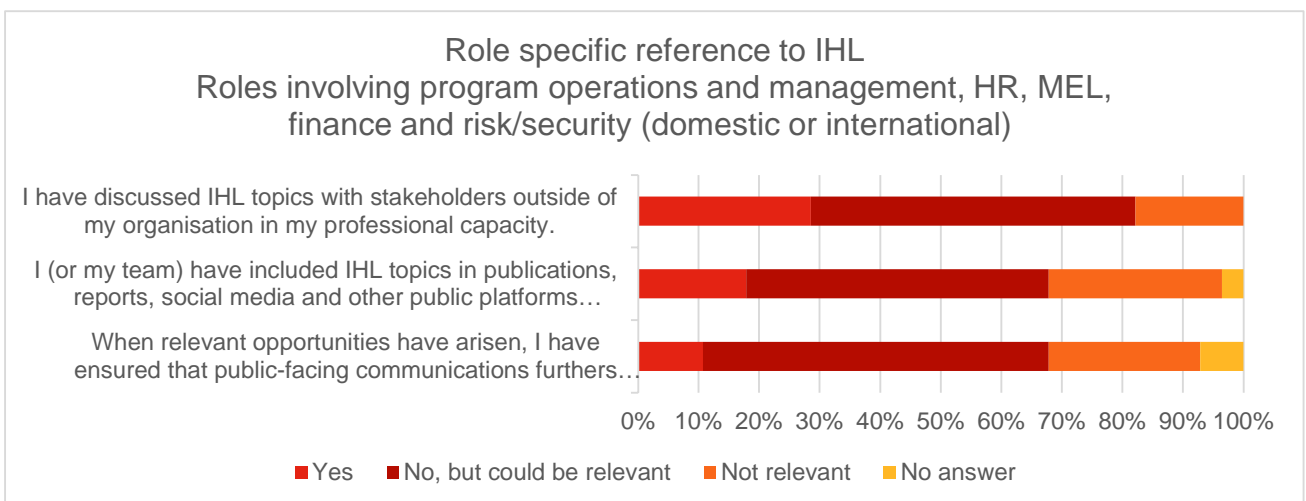 Role specific reference to IHL
Roles involving program operations and management, HR, MEL,
finance and risk/security (domestic or international)
I have discussed IHL topics with stakeholders outside of
my organisation in my professional capacity.
I (or my team) have included IHL topics in publications,
reports, social media and other public platforms…
When relevant opportunities have arisen, I have
ensured that public-facing communications furthers…
0% 10% 20% 30% 40% 50% 60% 70% 80% 90% 100%
Yes No, but could be relevant Not relevant No answer